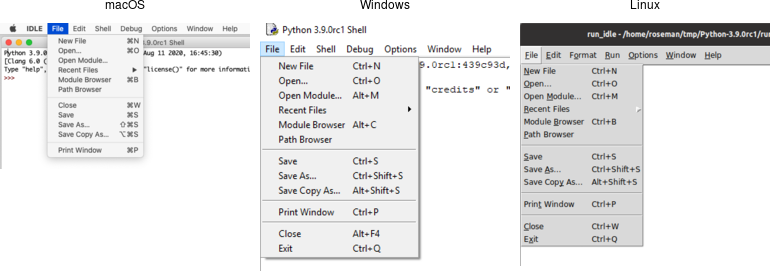 macOS
Windows
Linux
IDLE File Edit Shell Debug Options Window Help
3.9.0rc1 Shell
Python 3.9.0
Aug 11 2020, 16:45:30)
[Clang 6.0 (
Type "help", "license()" for more informati
>>>
New File ⌘N
Open... ⌘O
Open Module...
Recent Files ▶
Module Browser ⌘B
Path Browser
Close ⌘W
Save ⌘S
Save As... ⇧⌘S
Save Copy As... ⌥⌘S
Print Window ⌘P
Python 3.9.0rc1 Shell
File Edit Shell Debug Options Window Help
9.0rc1:439c93d,
"credits" or "
New File Ctrl+N
Open... Ctrl+O
Open Module... Alt+M
Recent Files
Module Browser Alt+C
Path Browser
Save Ctrl+S
Save As... Ctrl+Shift+S
Save Copy As... Alt+Shift+S
Print Window Ctrl+P
Close Alt+F4
Exit Ctrl+Q
run_idle - /home/roseman/tmp/Python-3.9.0rc1/ru
File Edit Format Run Options Window Help
New File Ctrl+N
Open... Ctrl+O
Open Module... Ctrl+M
Recent Files
Module Browser Ctrl+B
Path Browser
Save Ctrl+S
Save As... Ctrl+Shift+S
Save Copy As... Alt+Shift+S
Print Window Ctrl+P
Close Ctrl+W
Exit Ctrl+Q